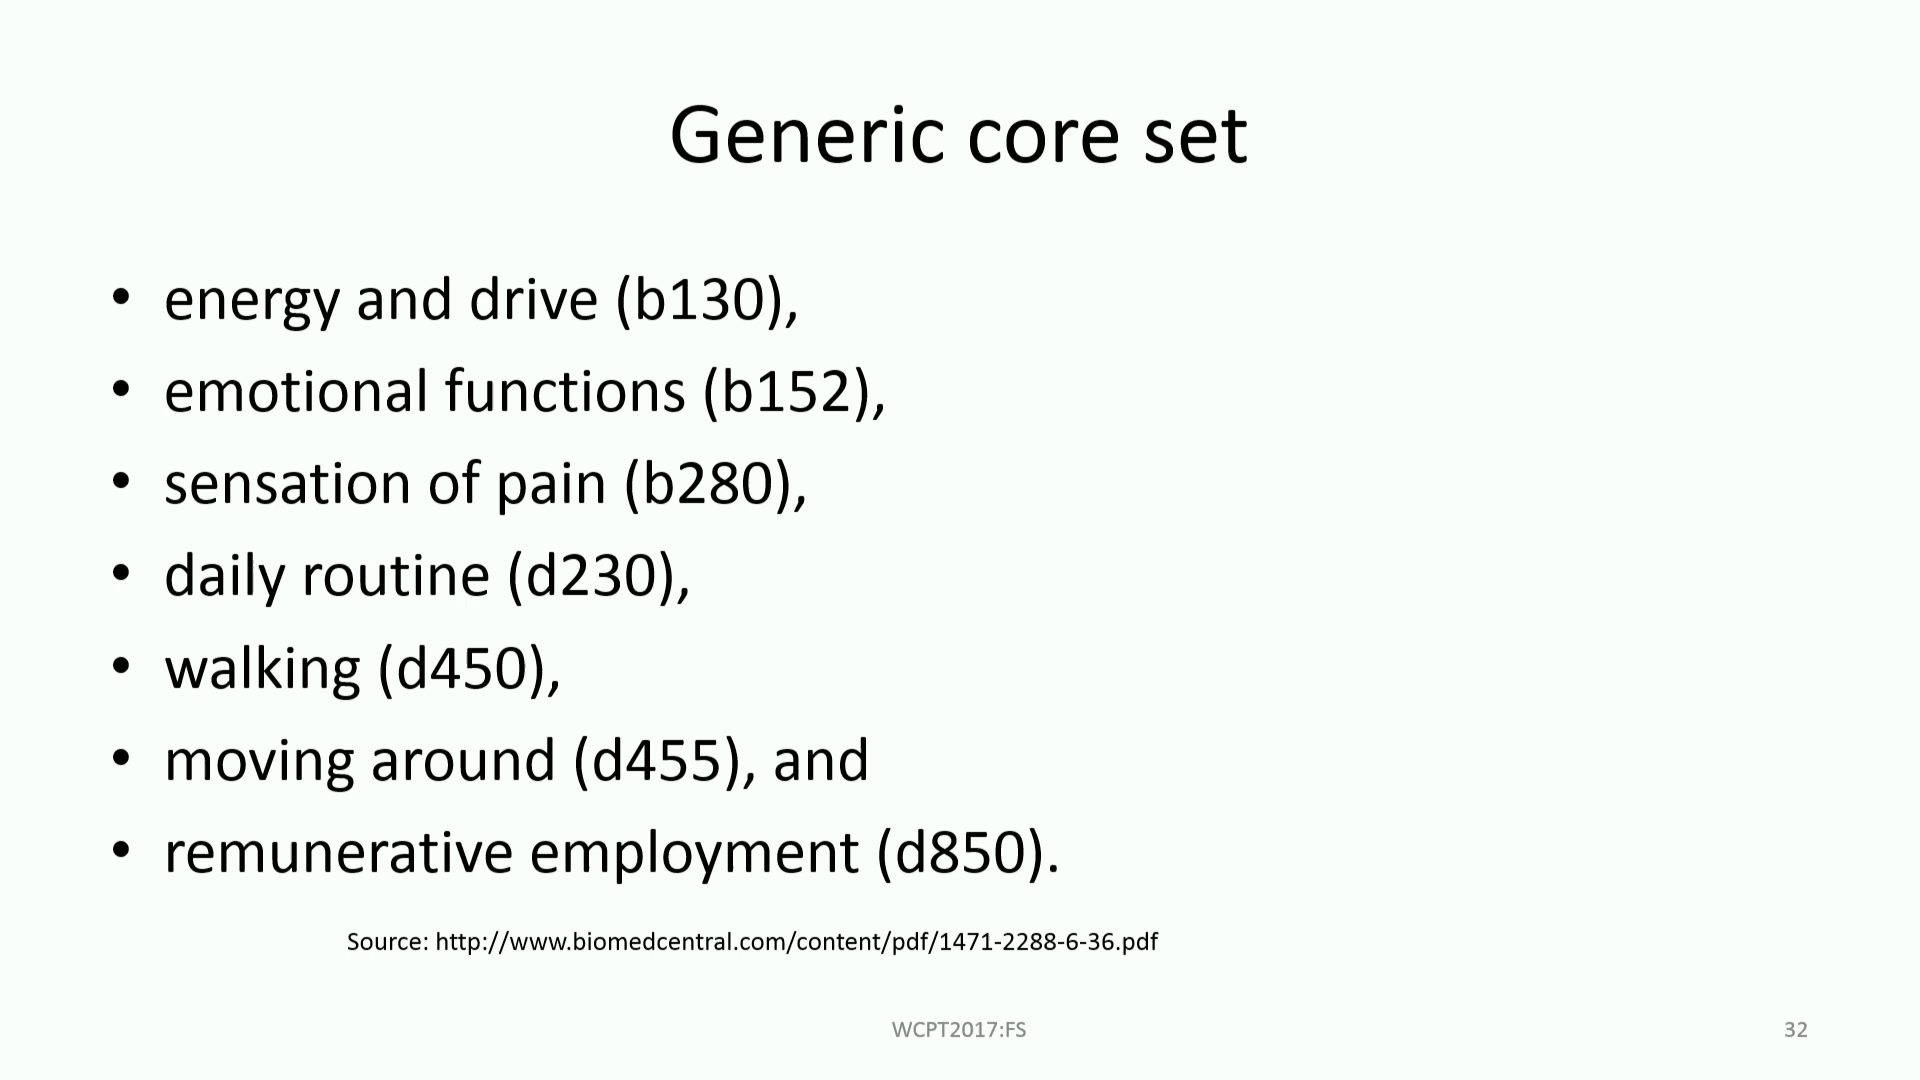 Generic core set
• energy and drive (b130),
• emotional functions (b152),
• sensation of pain (b280),
• daily routine (d230),
• walking (d450),
• moving around (d455), and
• remunerative employment (d850).
Source: http://www.biomedcentral.com/content/pdf/1471-2288-6-36.pdf
WCPT2017:FS
32